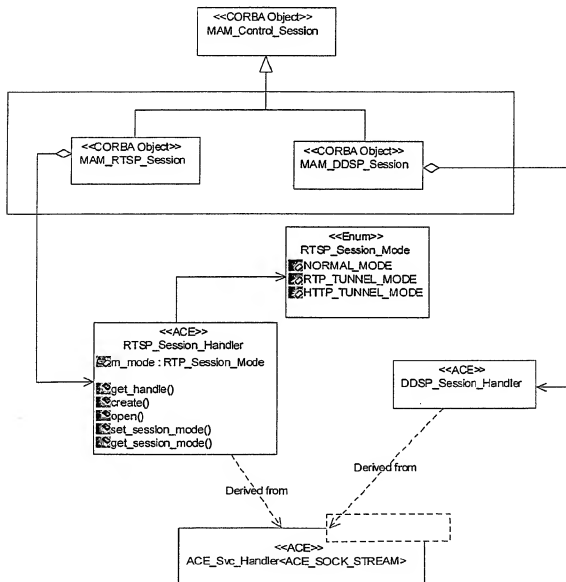 <<CORBA Object>>
MAM_Control_Session
<<CORBA Object>>
MAM_RTSP_Session
<<CORBA Object>>
MAM_DDSP_Session
<<Enum>>
RTSP_Session_Mode
NORMAL_MODE
RTP_TUNNEL_MODE
HTTP_TUNNEL_MODE
<<ACE>>
RTSP_Session_Handler
m_mode : RTP_Session_Mode
get_handle()
create()
open()
set_session_mode()
get_session_mode()
<<ACE>>
DDSP_Session_Handler
Derived from
Derived from
<<ACE>>
ACE_Svc_Handler<ACE_SOCK_STREAM>